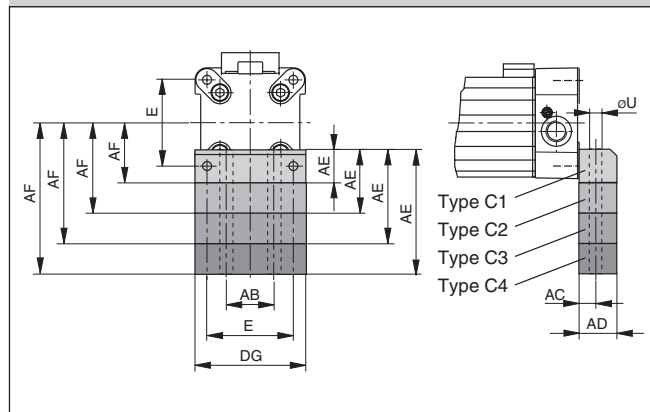 E
AF
AF
AF
AF
AE
AE
AE
AE
AB
E
DG
øU
Type C1
Type C2
Type C3
Type C4
AC
AD